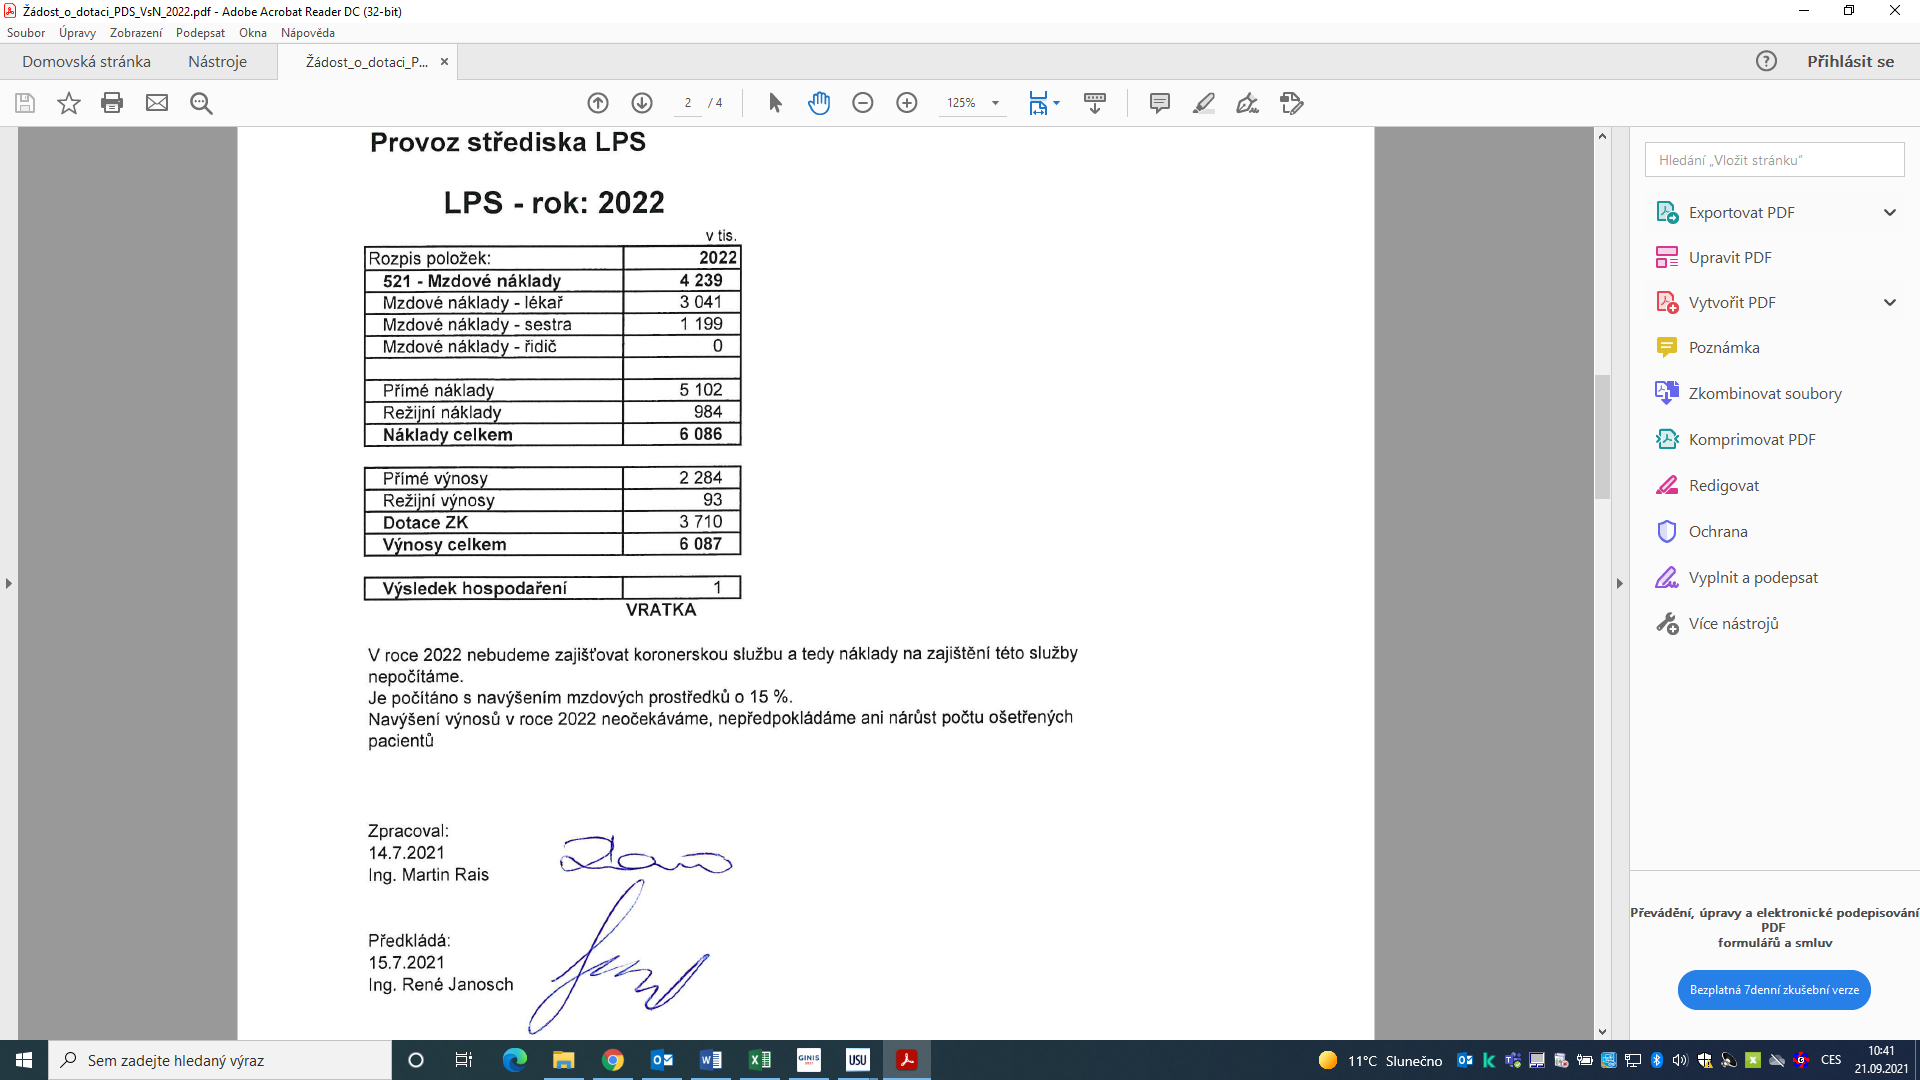 Žádost_o_dotaci_PDS_VsN_2022.pdf - Adobe Acrobat Reader DC (32-bit)
Soubor Úpravy Zobrazení Podepsat Okna Nápověda
Domovská stránka Nástroje Žádost_o_dotaci_P... × Přihlásit se
2 / 4 125%
Provoz střediska LPS
LPS - rok: 2022
v tis.
Rozpis položek: 2022
521 - Mzdové náklady 4 239
Mzdové náklady - lékař 3 041
Mzdové náklady - sestra 1 199
Mzdové náklady - řidič 0
Přímé náklady 5 102
Režijní náklady 984
Náklady celkem 6 086
Přímé výnosy 2 284
Režijní výnosy 93
Dotace ZK 3 710
Výnosy celkem 6 087
Výsledek hospodaření 1
VRATKA
V roce 2022 nebudeme zajišťovat koronerskou službu a tedy náklady na zajištění této služby
nepočítáme.
Je počítáno s navýšením mzdových prostředků o 15 %.
Navýšení výnosů v roce 2022 neočekáváme, nepředpokládáme ani nárůst počtu ošetřených
pacientů
Zpracoval:
14.7.2021
Ing. Martin Rais
Předkládá:
15.7.2021
Ing. René Janosch
Hledání „Vložit stránku“
Exportovat PDF
Upravit PDF
Vytvořit PDF
Poznámka
Zkombinovat soubory
Komprimovat PDF
Redigovat
Ochrana
Vyplnit a podepsat
Více nástrojů
Převádění, úpravy a elektronické podepisování
PDF
formulářů a smluv
Bezplatná 7denní zkušební verze
Sem zadejte hledaný výraz
GINIS
USU
11°C Slunečno
CES
10:41
21.09.2021